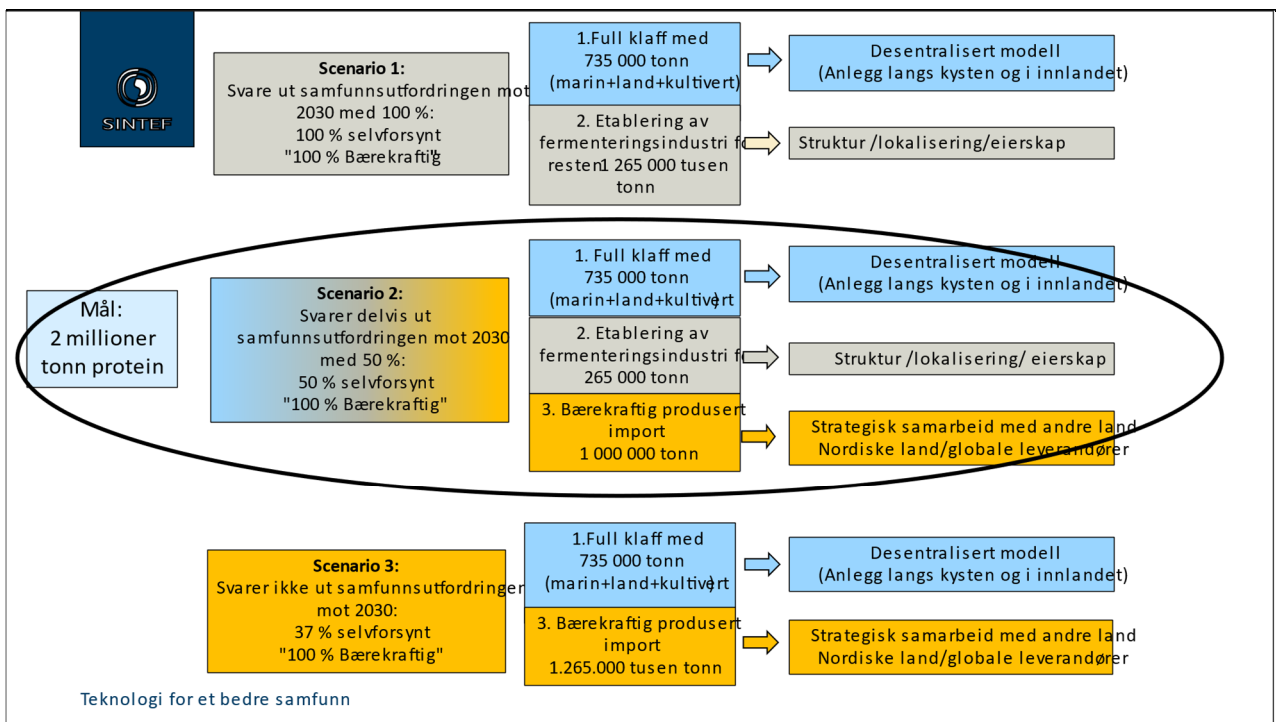 SINTEF
Scenario 1:
Svare ut samfunnsutfordringen mot
2030 med 100 %:
100 % selvforsynt
"100 % Bærekraftig"
1.Full klaff med
735 000 tonn
(marin+land+kultivert)
Desentralisert modell
(Anlegg langs kysten og i innlandet)
2. Etablering av
fermenteringsindustri fo
resten1 265 000 tusen
tonn
Struktur /lokalisering/eierskap
Mål:
2 millioner
tonn protein
Scenario 2:
Svarer delvis ut
samfunnsutfordringen mot 2030
med 50 %:
50 % selvforsynt
"100 % Bærekraftig"
1. Full klaff med
735 000 tonn
(marin+land+kultivert)
Desentralisert modell
(Anlegg langs kysten og i innlandet)
2. Etablering av
fermenteringsindustri fo
265 000 tonn
Struktur /lokalisering/ eierskap
3. Bærekraftig produsert
import
1 000 000 tonn
Strategisk samarbeid med andre land
Nordiske land/globale leverandører
Scenario 3:
Svarer ikke ut samfunnsutfordringen
mot 2030:
37 % selvforsynt
"100 % Bærekraftig"
1.Full klaff med
735 000 tonn
(marin+land+kultivert)
Desentralisert modell
(Anlegg langs kysten og i innlandet)
3. Bærekraftig produsert
import
1.265.000 tusen tonn
Strategisk samarbeid med andre land
Nordiske land/globale leverandører
Teknologi for et bedre samfunn